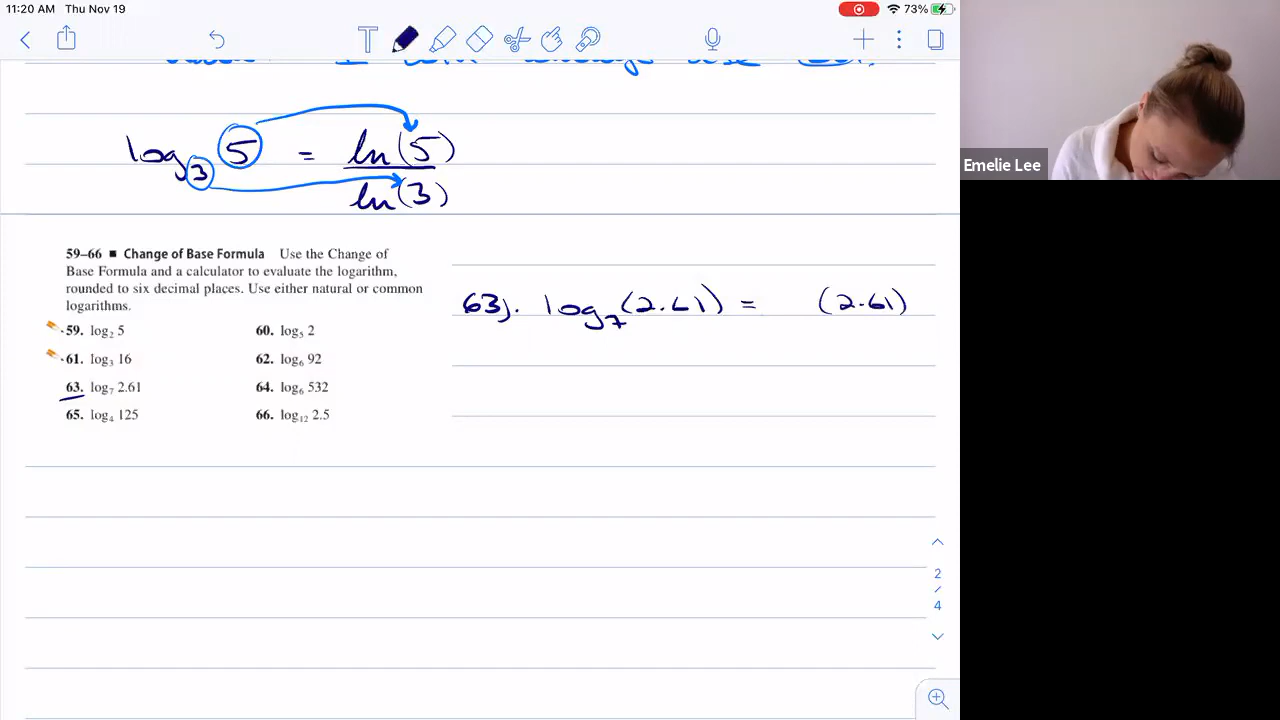 11:20 AM Thu Nov 19
73%
log₃ 5 = ln(5)
ln(3)
Emelie Lee
59–66 ■ Change of Base Formula Use the Change of
Base Formula and a calculator to evaluate the logarithm,
rounded to six decimal places. Use either natural or common
logarithms.
59. log₂ 5 60. log₅ 2
61. log₃ 16 62. log₆ 92
63. log₇ 2.61 64. log₆ 532
65. log₄ 125 66. log₁₂ 2.5
63). log₇(2.61) = (2.61)
2
/
4